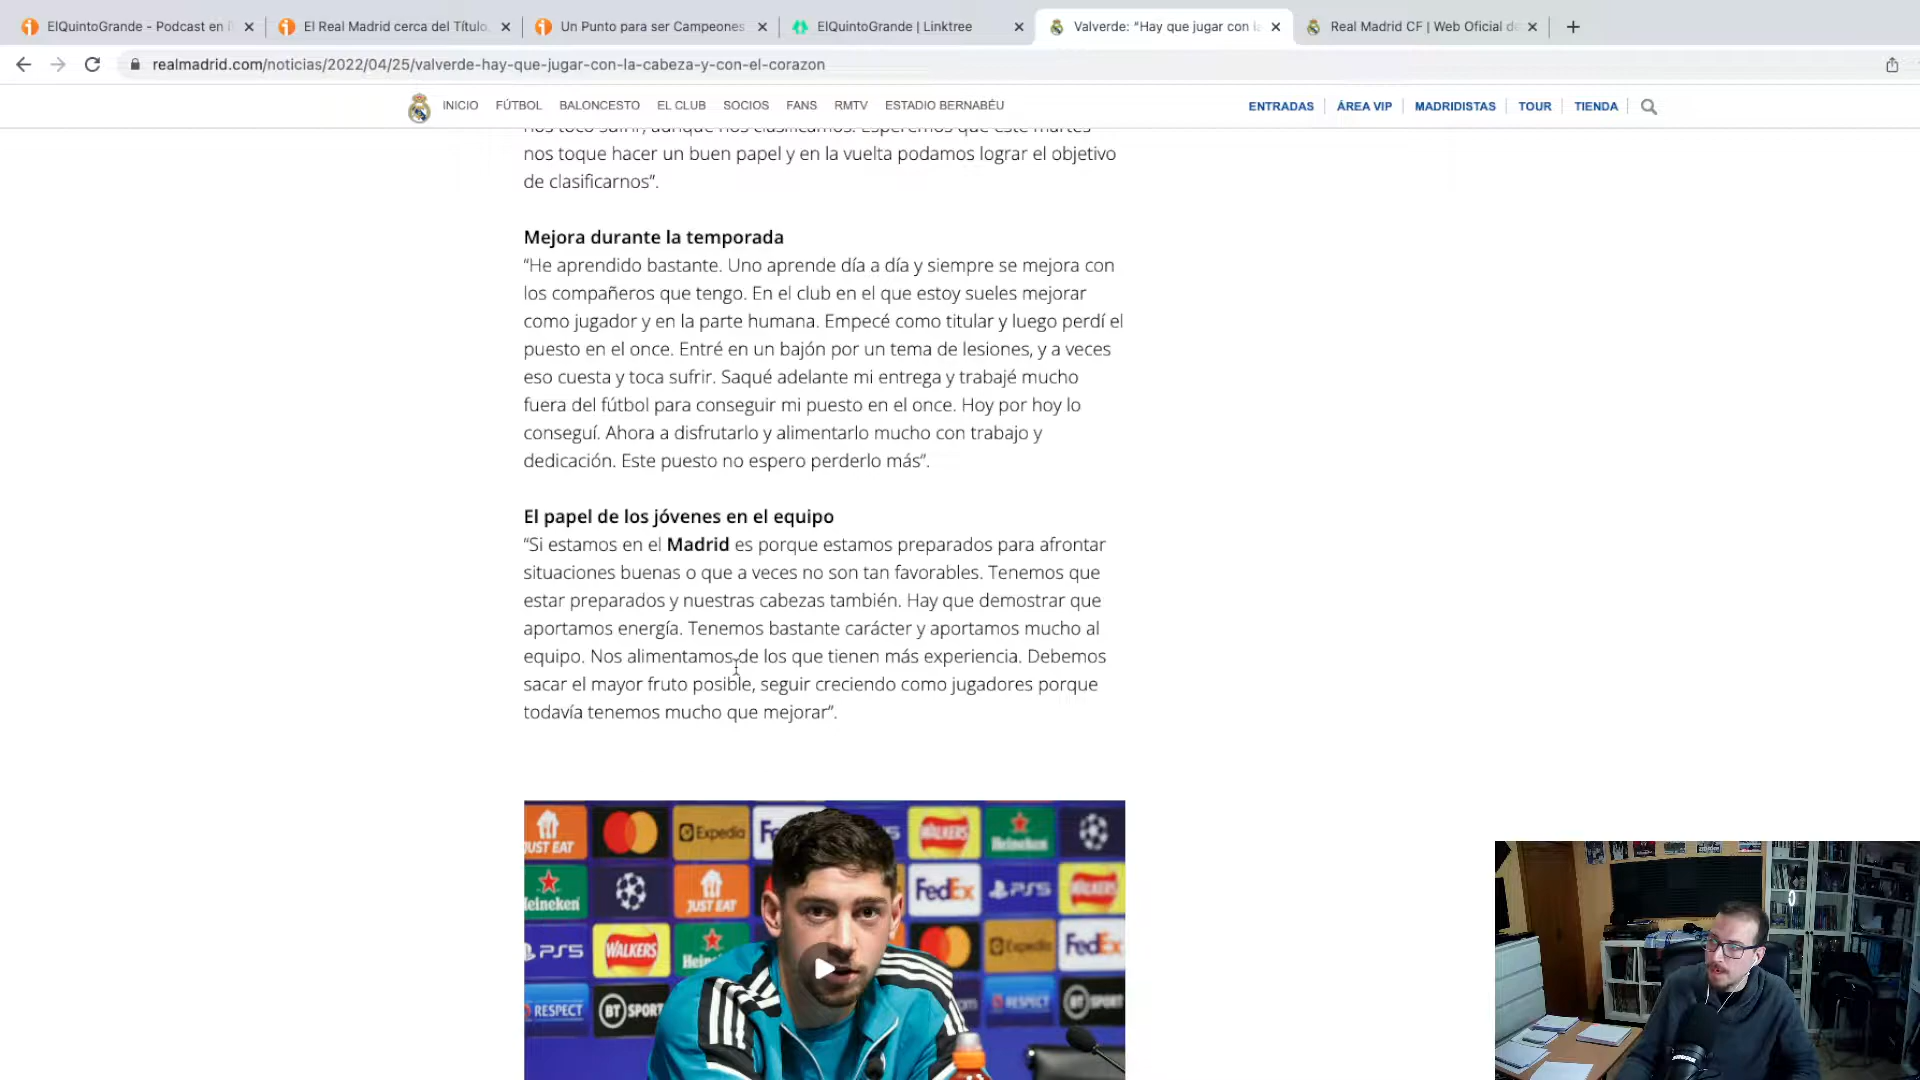 ElQuintoGrande - Podcast en i
El Real Madrid cerca del Título
Un Punto para ser Campeones
ElQuintoGrande | Linktree
Valverde: “Hay que jugar con l
Real Madrid CF | Web Oficial de
realmadrid.com/noticias/2022/04/25/valverde-hay-que-jugar-con-la-cabeza-y-con-el-corazon
INICIO FÚTBOL BALONCESTO EL CLUB SOCIOS FANS RMTV ESTADIO BERNABÉU
ENTRADAS ÁREA VIP MADRIDISTAS TOUR TIENDA
nos tocó sufrir, aunque nos clasificamos. Esperemos que este martes
nos toque hacer un buen papel y en la vuelta podamos lograr el objetivo
de clasificarnos”.
Mejora durante la temporada
“He aprendido bastante. Uno aprende día a día y siempre se mejora con
los compañeros que tengo. En el club en el que estoy sueles mejorar
como jugador y en la parte humana. Empecé como titular y luego perdí el
puesto en el once. Entré en un bajón por un tema de lesiones, y a veces
eso cuesta y toca sufrir. Saqué adelante mi entrega y trabajé mucho
fuera del fútbol para conseguir mi puesto en el once. Hoy por hoy lo
conseguí. Ahora a disfrutarlo y alimentarlo mucho con trabajo y
dedicación. Este puesto no espero perderlo más”.
El papel de los jóvenes en el equipo
“Si estamos en el Madrid es porque estamos preparados para afrontar
situaciones buenas o que a veces no son tan favorables. Tenemos que
estar preparados y nuestras cabezas también. Hay que demostrar que
aportamos energía. Tenemos bastante carácter y aportamos mucho al
equipo. Nos alimentamos de los que tienen más experiencia. Debemos
sacar el mayor fruto posible, seguir creciendo como jugadores porque
todavía tenemos mucho que mejorar”.
JUST EAT Expedia Fe WALKERS Heineken
Heineken JUST EAT FedEx PS5 WALKERS
PS5 WALKERS Hei Expedia FedEx
RESPECT BT SPORT .com RESPECT BT SPORT